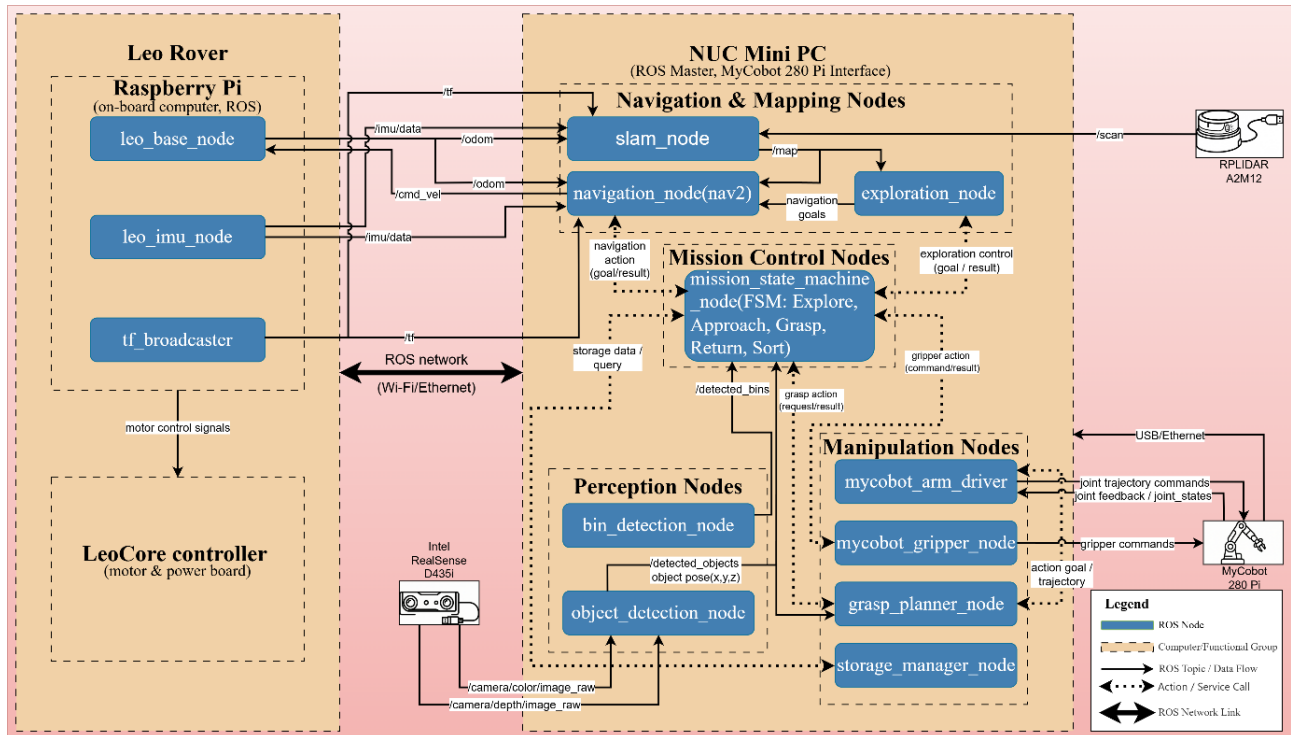 Leo Rover
Raspberry Pi
(on-board computer, ROS)
leo_base_node
leo_imu_node
tf_broadcaster
motor control signals
LeoCore controller
(motor & power board)
/tf
/imu/data
/odom
/odom
/cmd_vel
/imu/data
/tf
ROS network
(Wi-Fi/Ethernet)
NUC Mini PC
(ROS Master, MyCobot 280 Pi Interface)
Navigation & Mapping Nodes
slam_node
/map
navigation_node(nav2)
navigation
goals
exploration_node
/scan
RPLIDAR
A2M12
navigation
action
(goal/result)
exploration control
(goal / result)
Mission Control Nodes
mission_state_machine
_node(FSM: Explore,
Approach, Grasp,
Return, Sort)
storage data /
query
gripper action
(command/result)
/detected_bins
grasp action
(request/result)
Perception Nodes
bin_detection_node
/detected_objects
object pose(x,y,z)
object_detection_node
Intel
RealSense
D435i
/camera/color/image_raw
/camera/depth/image_raw
Manipulation Nodes
mycobot_arm_driver
mycobot_gripper_node
grasp_planner_node
storage_manager_node
USB/Ethernet
joint trajectory commands
joint feedback / joint_states
gripper commands
action goal /
trajectory
MyCobot
280 Pi
Legend
ROS Node
Computer/Functional Group
ROS Topic / Data Flow
Action / Service Call
ROS Network Link